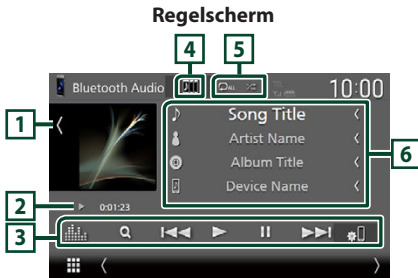 Regelscherm
4
5
Bluetooth Audio
ALL
10:00
1
Song Title
Artist Name
Album Title
Device Name
6
2
0:01:23
3